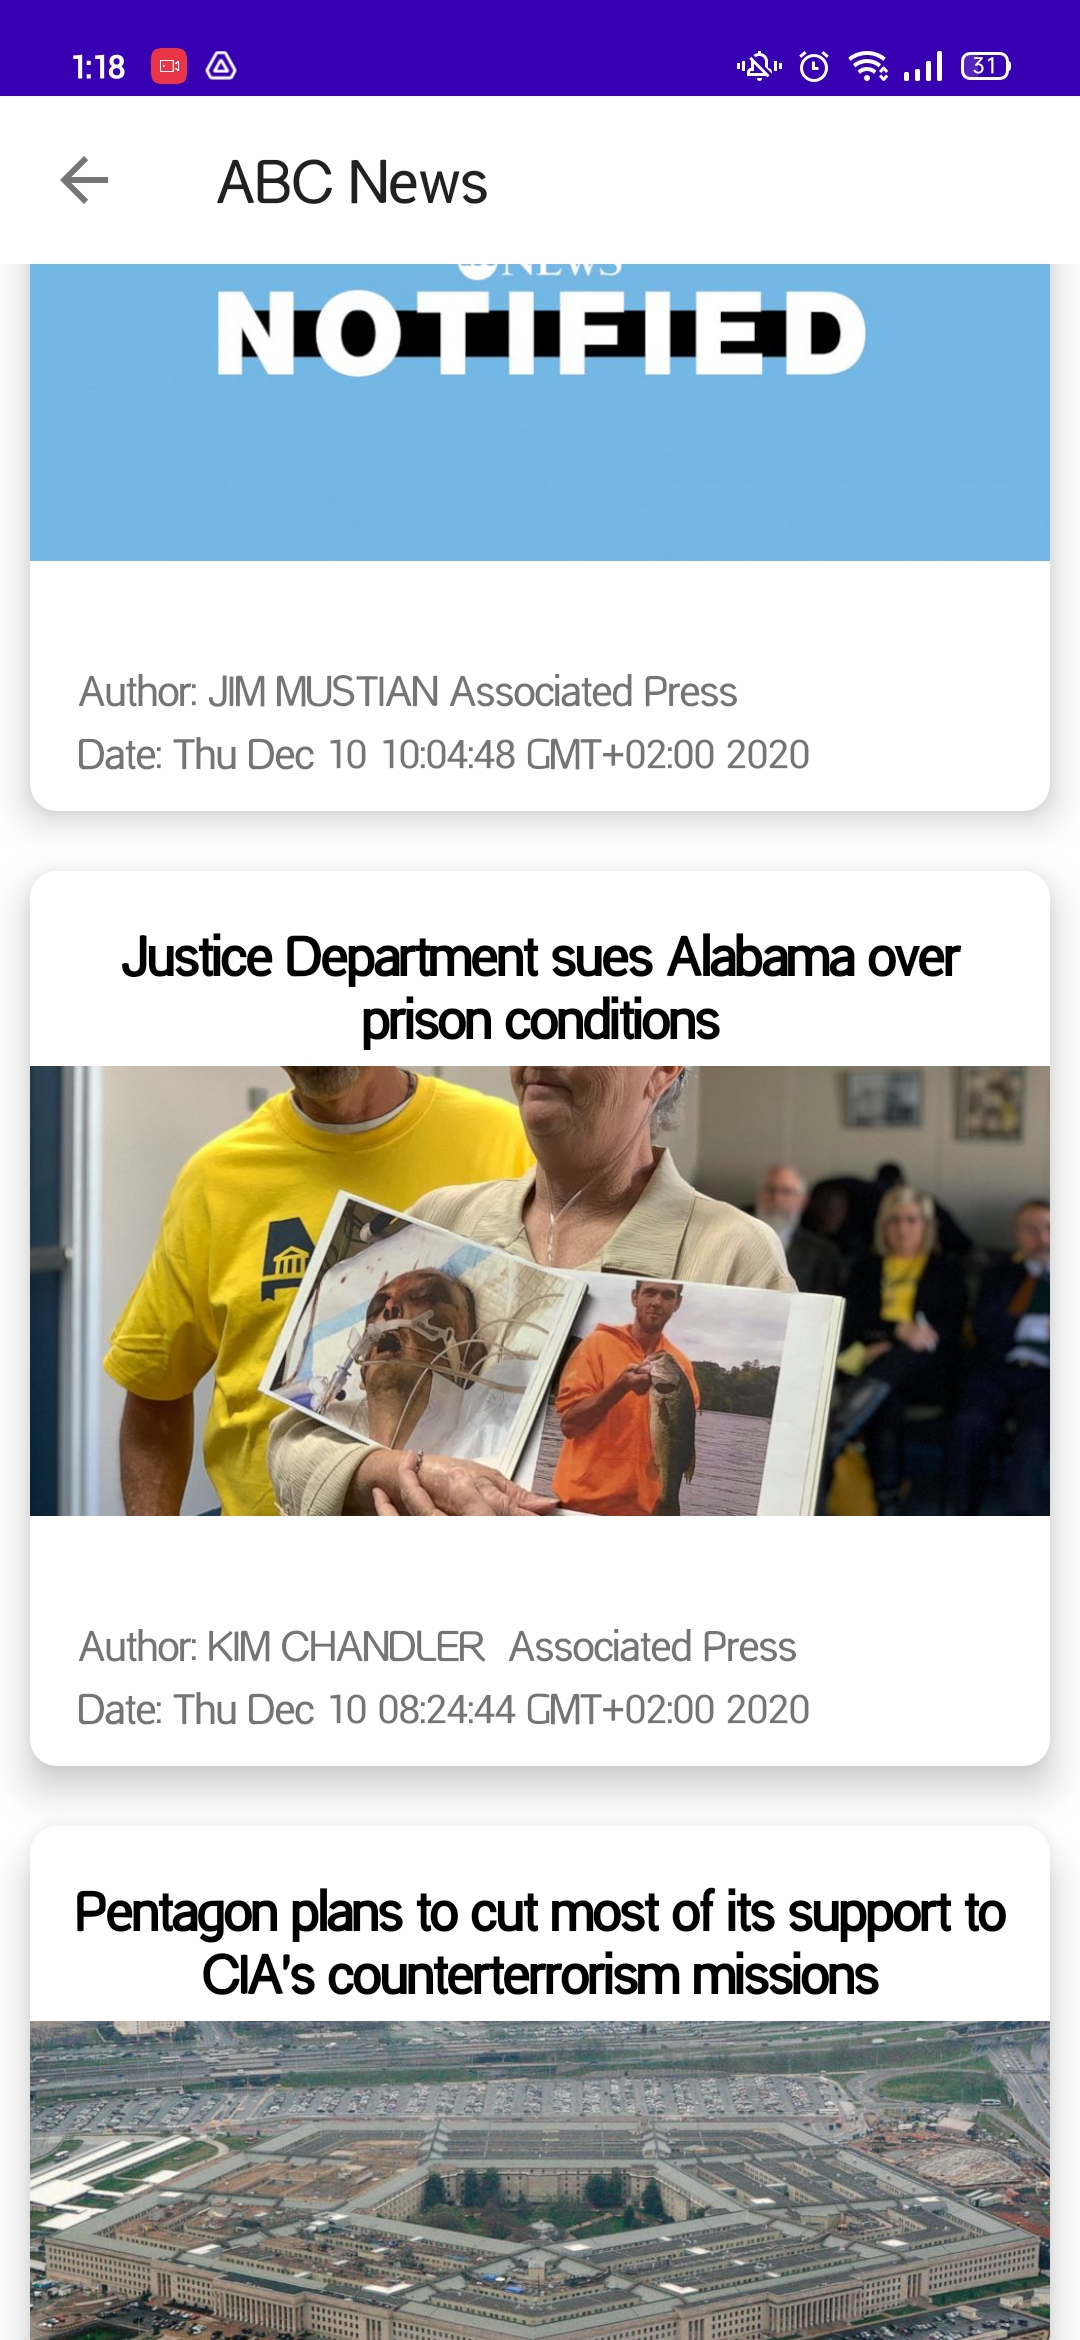 1:18
31
ABC News
NEWS
NOTIFIED
Author: JIM MUSTIAN Associated Press
Date: Thu Dec 10 10:04:48 GMT+02:00 2020
Justice Department sues Alabama over
prison conditions
Author: KIM CHANDLER Associated Press
Date: Thu Dec 10 08:24:44 GMT+02:00 2020
Pentagon plans to cut most of its support to
CIA's counterterrorism missions